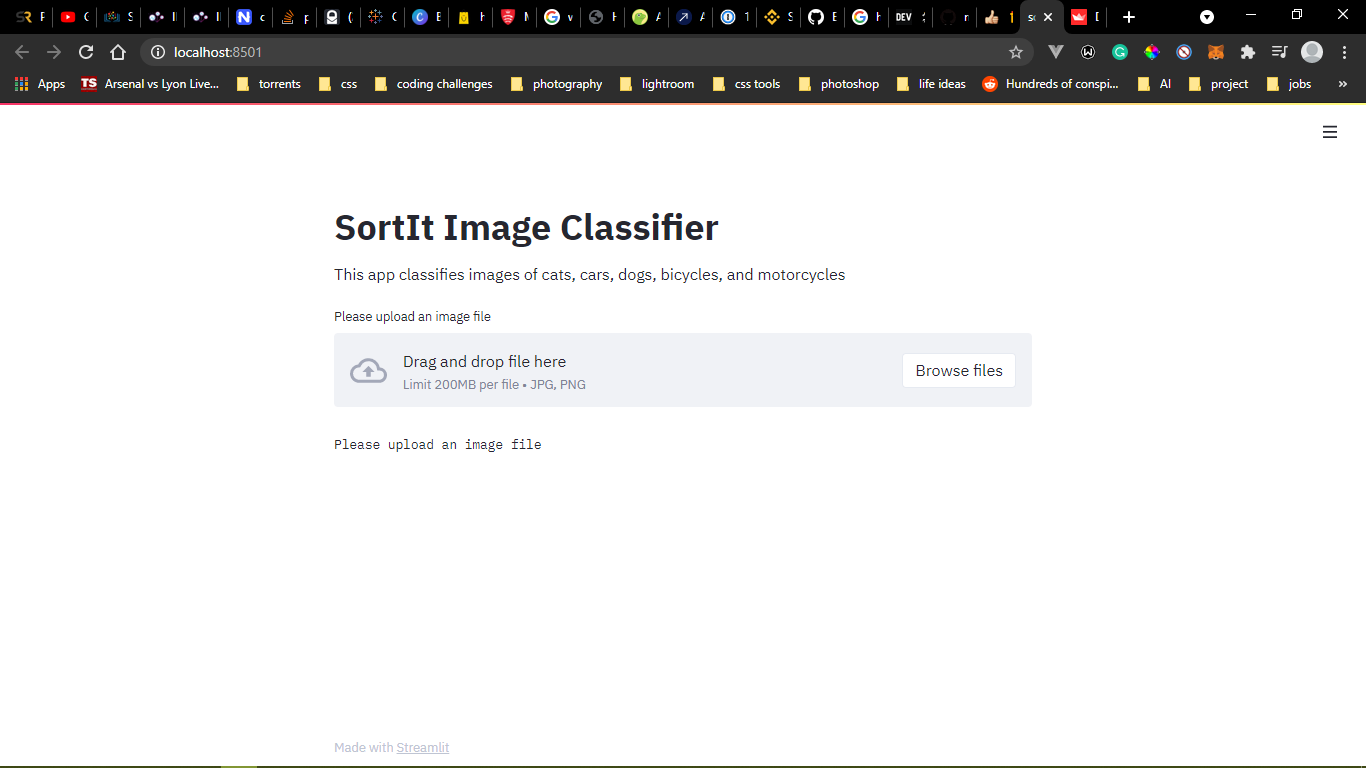 localhost:8501
Apps
TS Arsenal vs Lyon Live...
torrents
css
coding challenges
photography
lightroom
css tools
photoshop
life ideas
Hundreds of conspi...
AI
project
jobs
»
SortIt Image Classifier
This app classifies images of cats, cars, dogs, bicycles, and motorcycles
Please upload an image file
Drag and drop file here
Limit 200MB per file • JPG, PNG
Browse files
Please upload an image file
Made with Streamlit